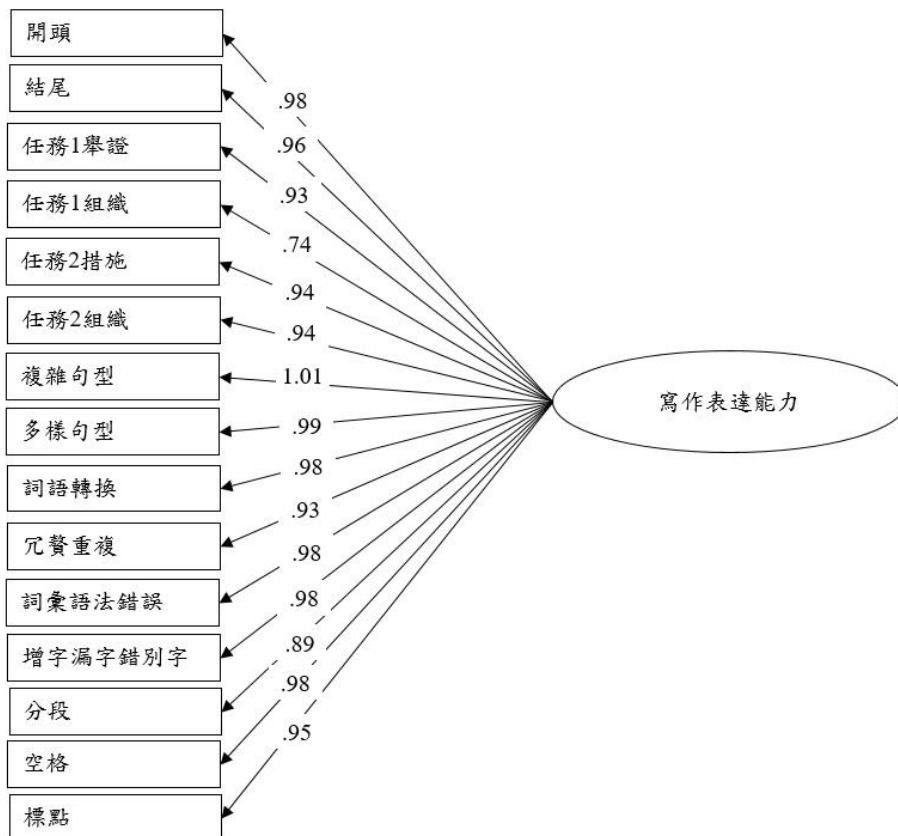 開頭
結尾
任務1舉證
任務1組織
任務2措施
任務2組織
複雜句型
多樣句型
詞語轉換
冗贅重複
詞彙語法錯誤
增字漏字錯別字
分段
空格
標點
.98
.96
.93
.74
.94
.94
1.01
.99
.98
.93
.98
.98
.89
.98
.95
寫作表達能力